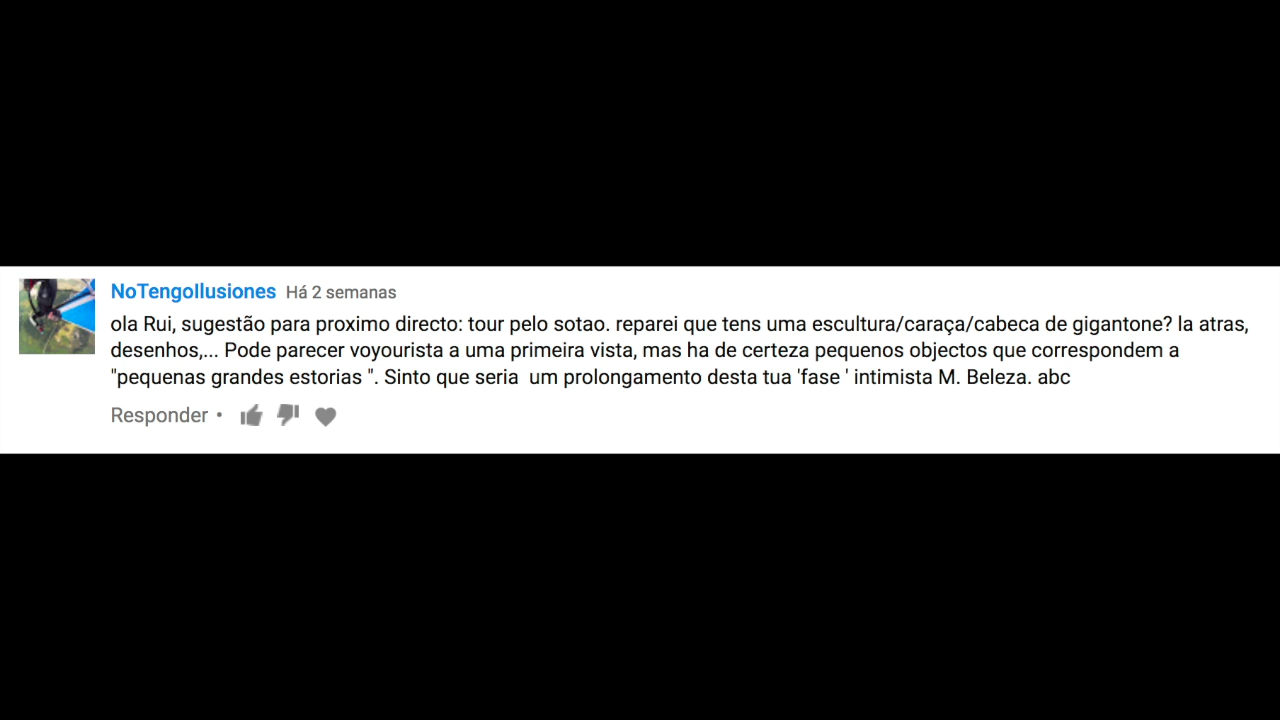 NoTengoIlusiones Há 2 semanas
ola Rui, sugestão para proximo directo: tour pelo sotao. reparei que tens uma escultura/caraça/cabeca de gigantone? la atras,
desenhos,... Pode parecer voyourista a uma primeira vista, mas ha de certeza pequenos objectos que correspondem a
"pequenas grandes estorias ". Sinto que seria  um prolongamento desta tua 'fase ' intimista M. Beleza. abc
Responder •